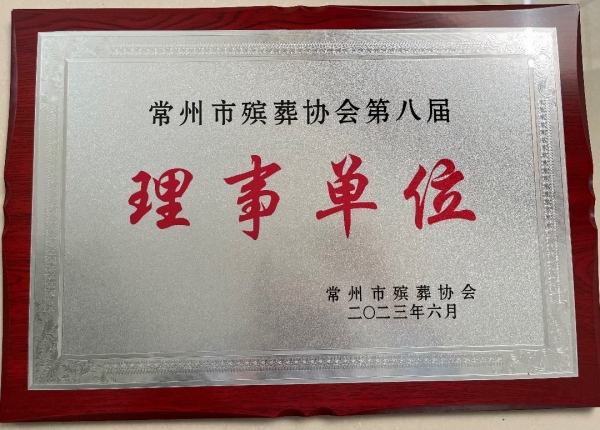 常州市殡葬协会第八届
理事单位
常州市殡葬协会
二〇二三年六月